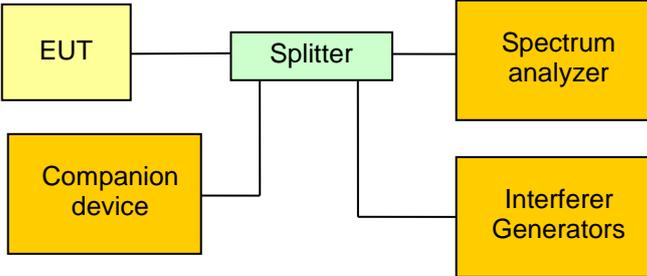 EUT
Splitter
Spectrum
analyzer
Companion
device
Interferer
Generators